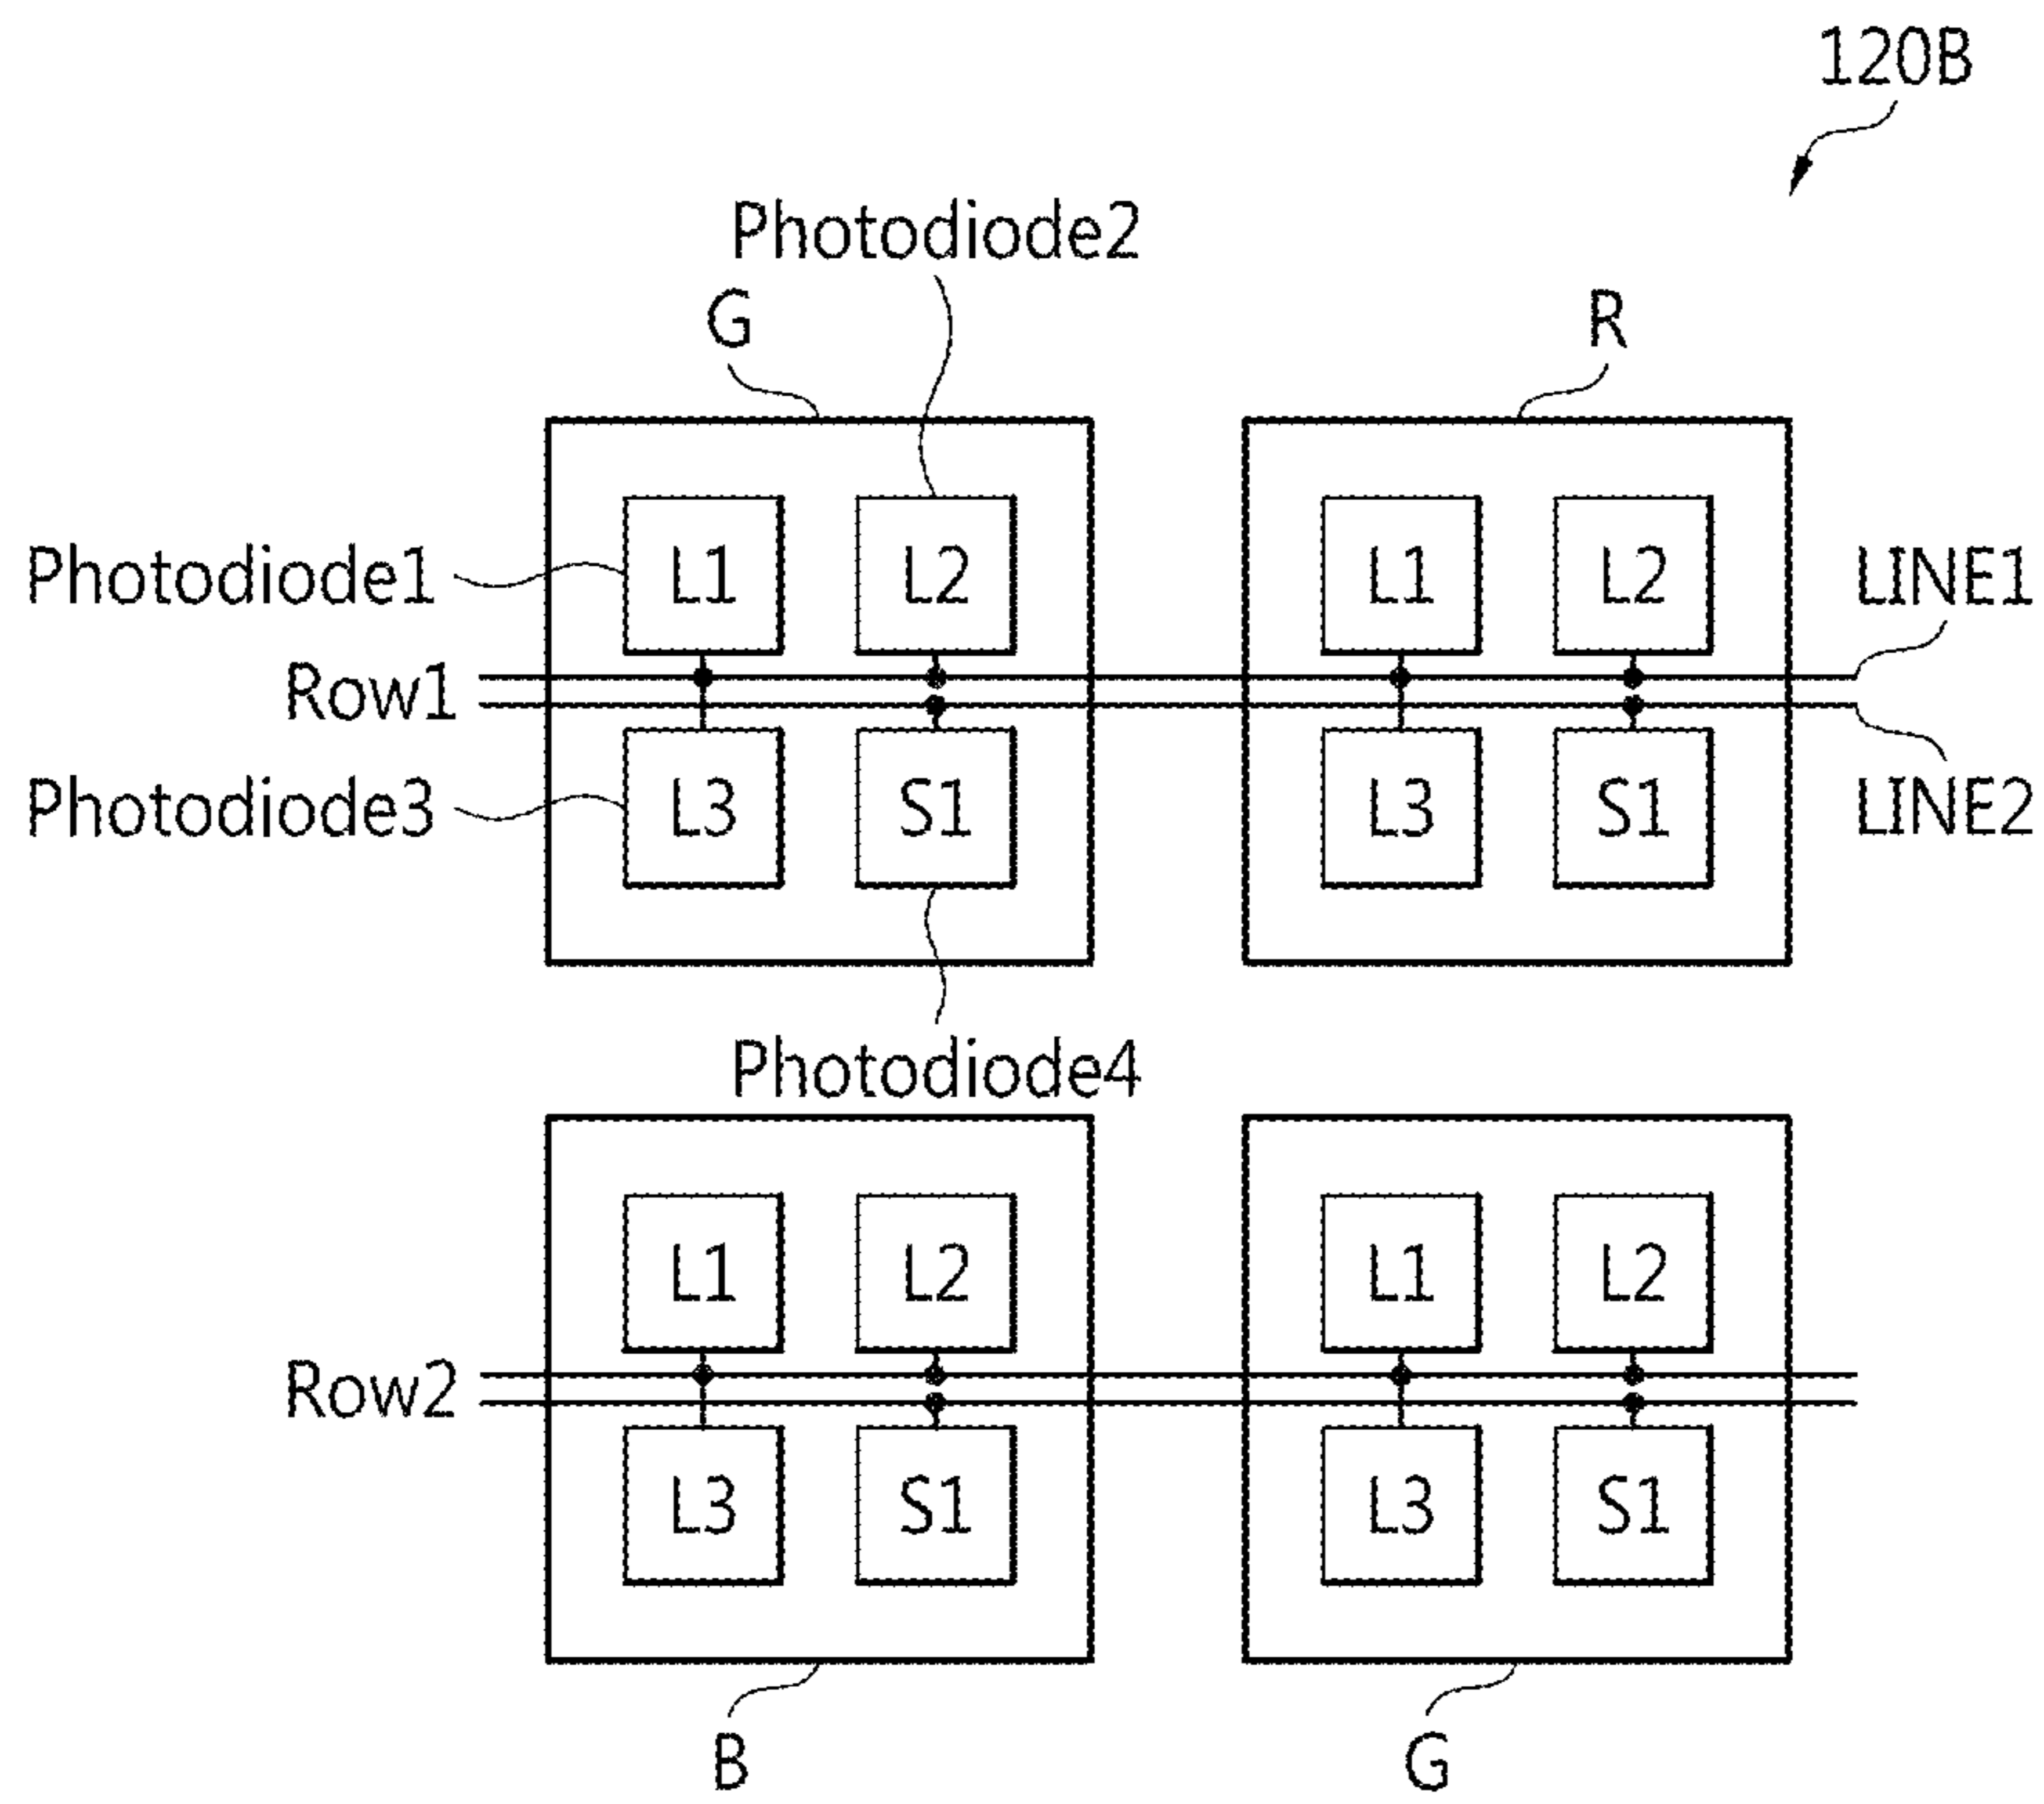 120B
Photodiode2
G R
Photodiode1 L1 L2 L1 L2 LINE1
Row1
Photodiode3 L3 S1 L3 S1 LINE2
Photodiode4
L1 L2 L1 L2
Row2
L3 S1 L3 S1
B G